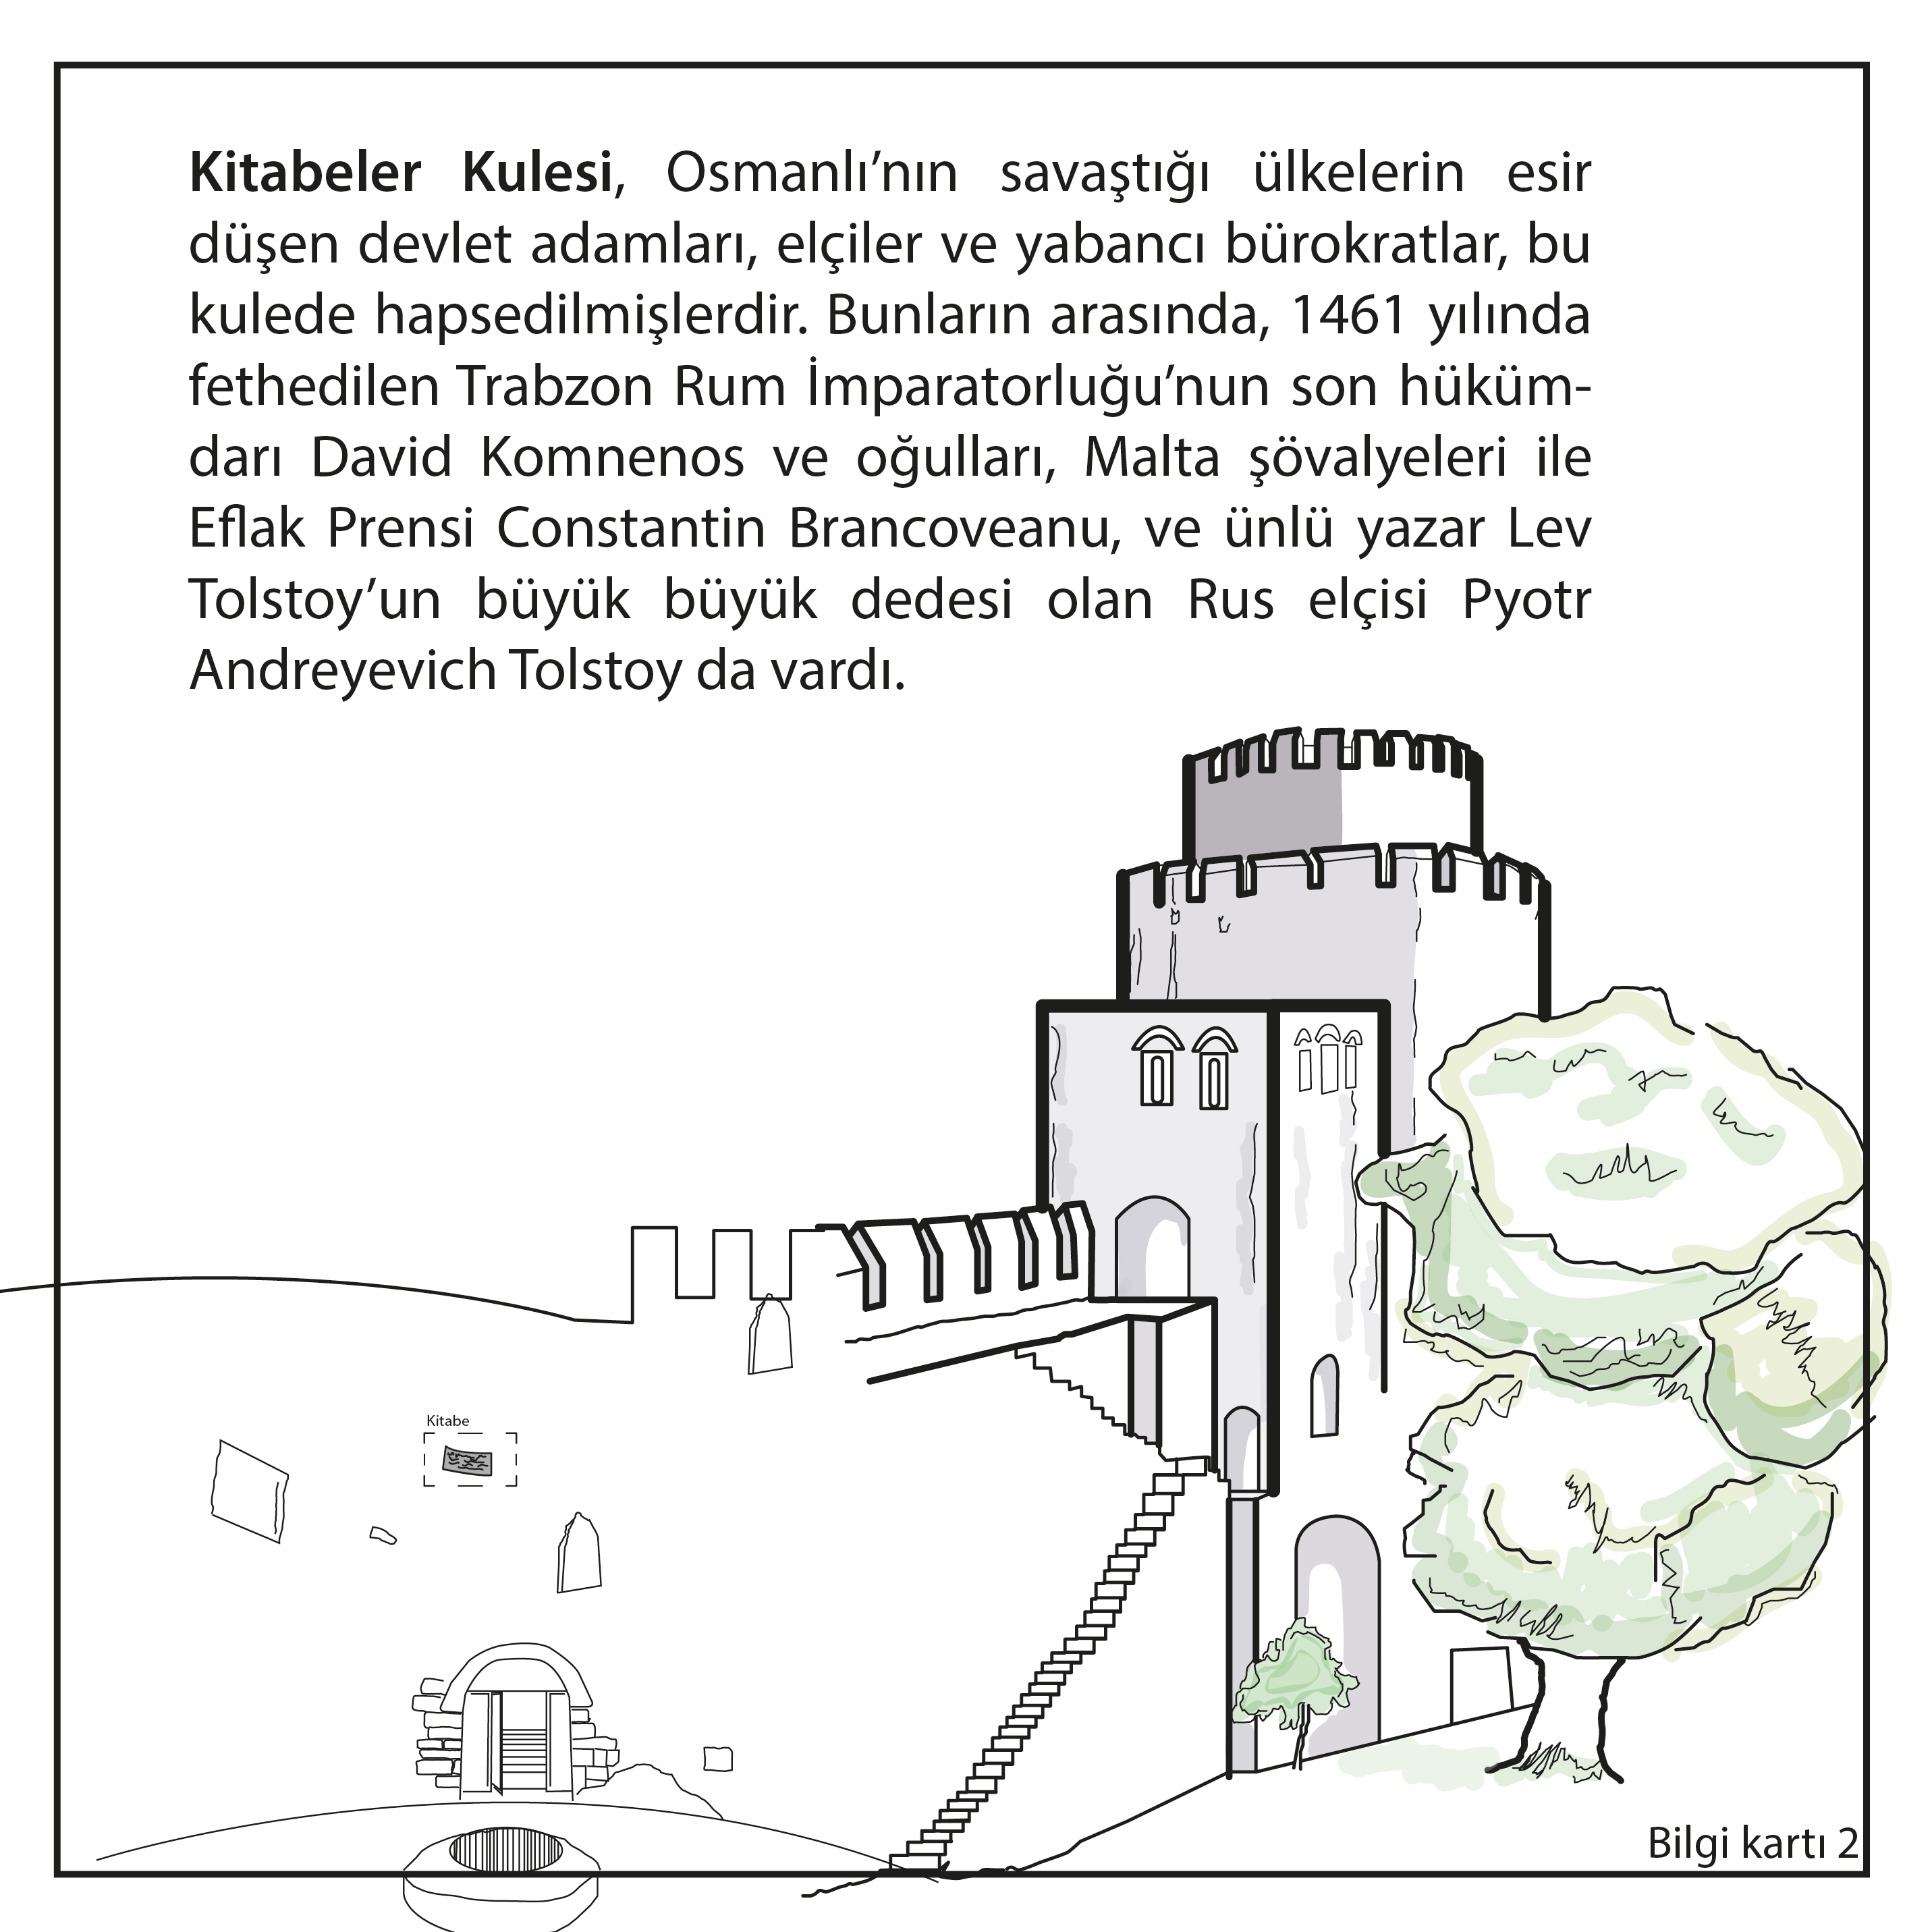 Kitabeler Kulesi, Osmanlı’nın savaştığı ülkelerin esir
düşen devlet adamları, elçiler ve yabancı bürokratlar, bu
kulede hapsedilmişlerdir. Bunların arasında, 1461 yılında
fethedilen Trabzon Rum İmparatorluğu’nun son hüküm-
darı David Komnenos ve oğulları, Malta şövalyeleri ile
Eflak Prensi Constantin Brancoveanu, ve ünlü yazar Lev
Tolstoy’un büyük büyük dedesi olan Rus elçisi Pyotr
Andreyevich Tolstoy da vardı.
Kitabe
Bilgi kartı 2